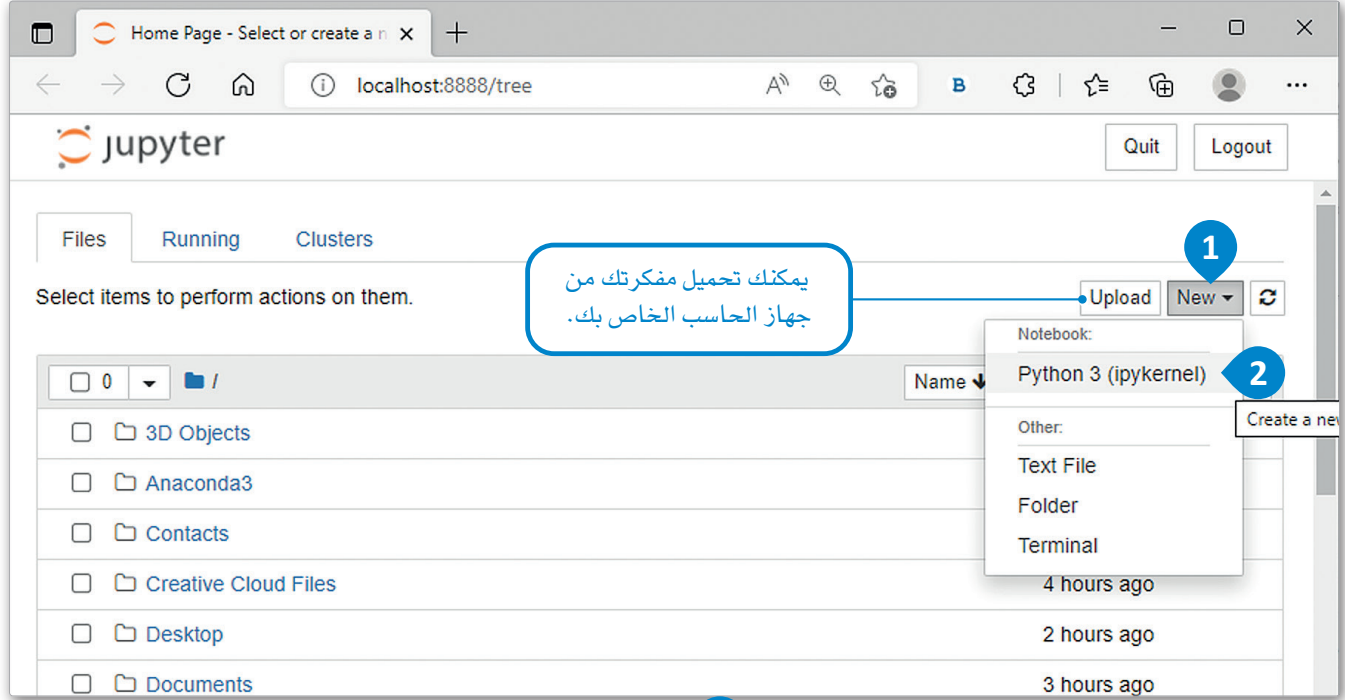 Home Page - Select or create a n
localhost:8888/tree
jupyter
Quit
Logout
Files
Running
Clusters
1
يمكنك تحميل مفكرتك من
جهاز الحاسب الخاص بك.
Select items to perform actions on them.
Upload
New
Notebook:
0
/
Name
Python 3 (ipykernel)
2
Create a new
3D Objects
Other:
Anaconda3
Text File
Contacts
Folder
Terminal
Creative Cloud Files
4 hours ago
Desktop
2 hours ago
Documents
3 hours ago